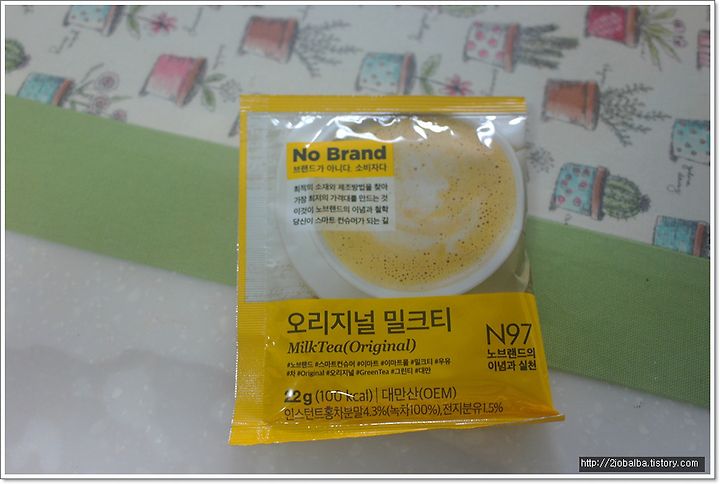 No Brand
브랜드가 아니다. 소비자다
최적의 소재와 제조방법을 찾아
가장 최저의 가격대를 만드는 것
이것이 노브랜드의 이념과 철학
당신이 스마트 컨슈머가 되는 길
오리지널 밀크티
MilkTea(Original)
#노브랜드 #스마트컨슈머 #이마트 #이마트몰 #밀크티 #우유
#차 #Original #오리지널 #GreenTea #그린티 #대만
N97
노브랜드의
이념과 실천
22g (100 kcal) | 대만산(OEM)
인스턴트홍차분말4.3%(녹차100%),전지분유1.5%
http://2jobalba.tistory.com